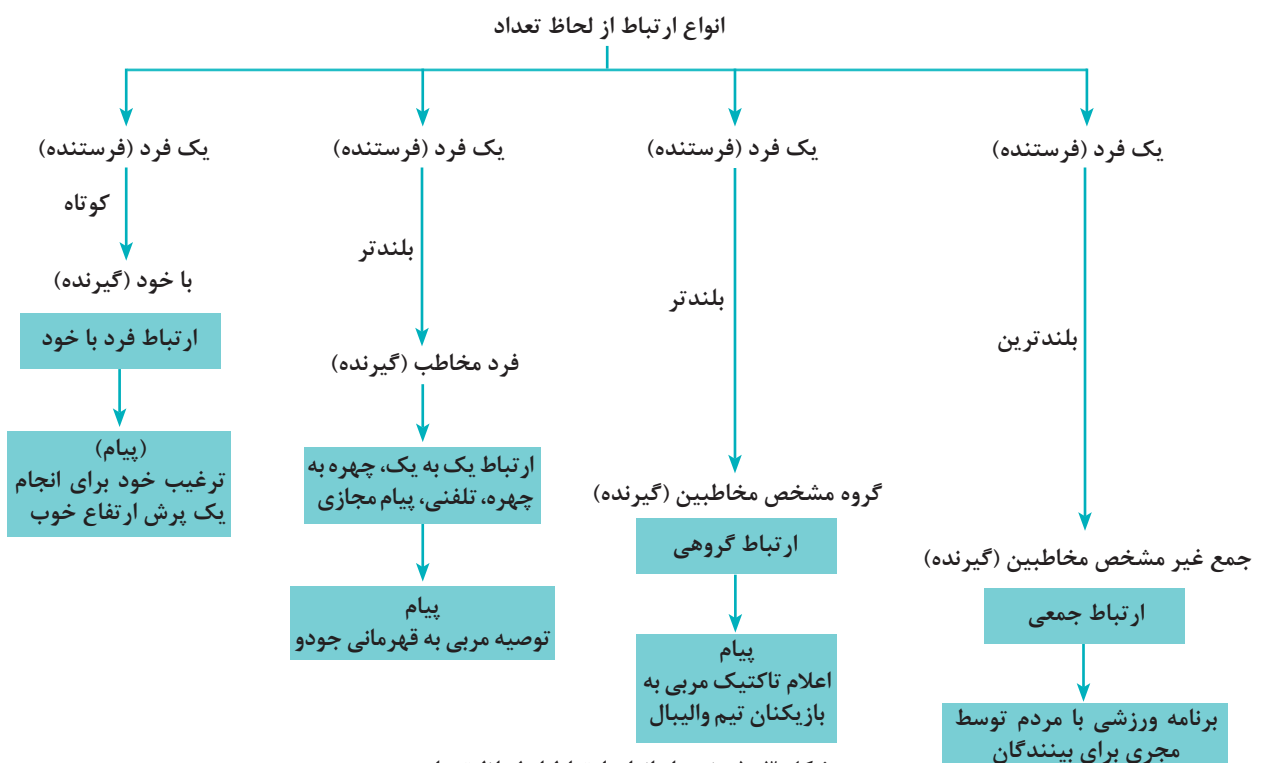 انواع ارتباط از لحاظ تعداد
یک فرد (فرستنده)
بلندترین
جمع غیر مشخص مخاطبین (گیرنده)
ارتباط جمعی
برنامه ورزشی با مردم توسط
مجری برای بینندگان
یک فرد (فرستنده)
بلندتر
گروه مشخص مخاطبین (گیرنده)
ارتباط گروهی
پیام
اعلام تاکتیک مربی به
بازیکنان تیم والیبال
یک فرد (فرستنده)
بلندتر
فرد مخاطب (گیرنده)
ارتباط یک به یک، چهره به
چهره، تلفنی، پیام مجازی
پیام
توصیه مربی به قهرمانی جودو
یک فرد (فرستنده)
کوتاه
با خود (گیرنده)
ارتباط فرد با خود
(پیام)
ترغیب خود برای انجام
یک پرش ارتفاع خوب